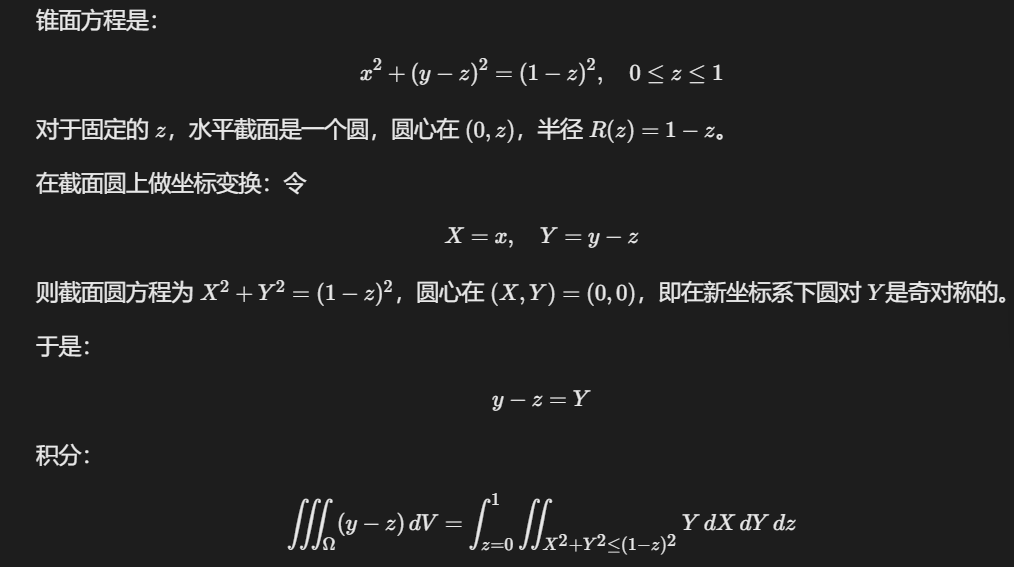 锥面方程是：
x² + (y − z)² = (1 − z)², 0 ≤ z ≤ 1
对于固定的 z，水平截面是一个圆，圆心在 (0, z)，半径 R(z) = 1 − z。
在截面圆上做坐标变换：令
X = x, Y = y − z
则截面圆方程为 X² + Y² = (1 − z)²，圆心在 (X, Y) = (0, 0)，即在新坐标系下圆对 Y 是奇对称的。
于是：
y − z = Y
积分：
∭_Ω (y − z) dV = ∫_{z=0}^{1} ∬_{X²+Y²≤(1−z)²} Y dX dY dz